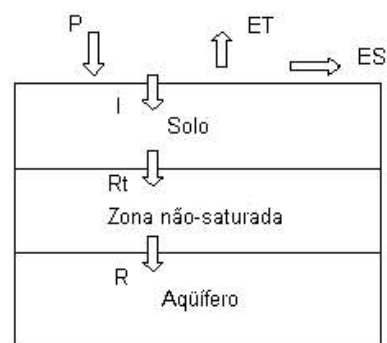 P
ET
ES
I
Solo
Rt
Zona não-saturada
R
Aqüífero